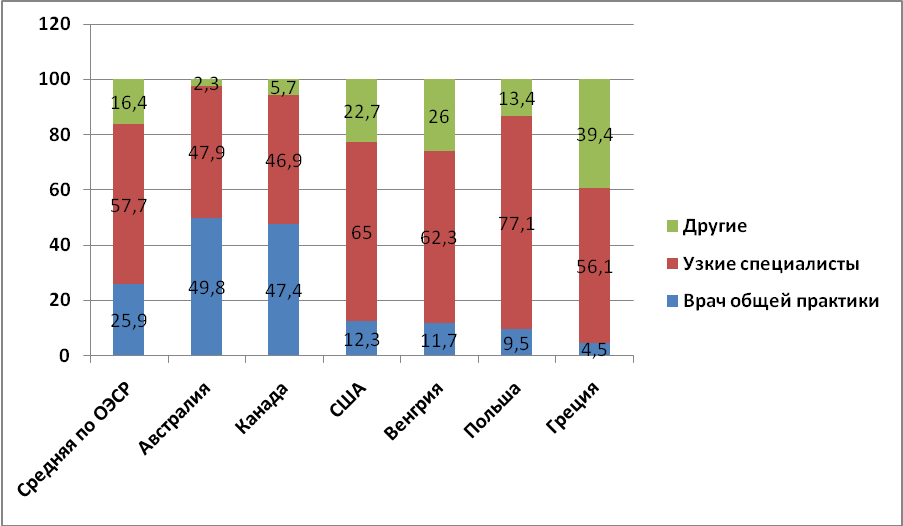 120
100
80
60
40
20
0
16,4
57,7
25,9
2,3
47,9
49,8
5,7
46,9
47,4
22,7
65
12,3
26
62,3
11,7
13,4
77,1
9,5
39,4
56,1
4,5
Средняя по ОЭСР
Австралия
Канада
США
Венгрия
Польша
Греция
Другие
Узкие специалисты
Врач общей практики